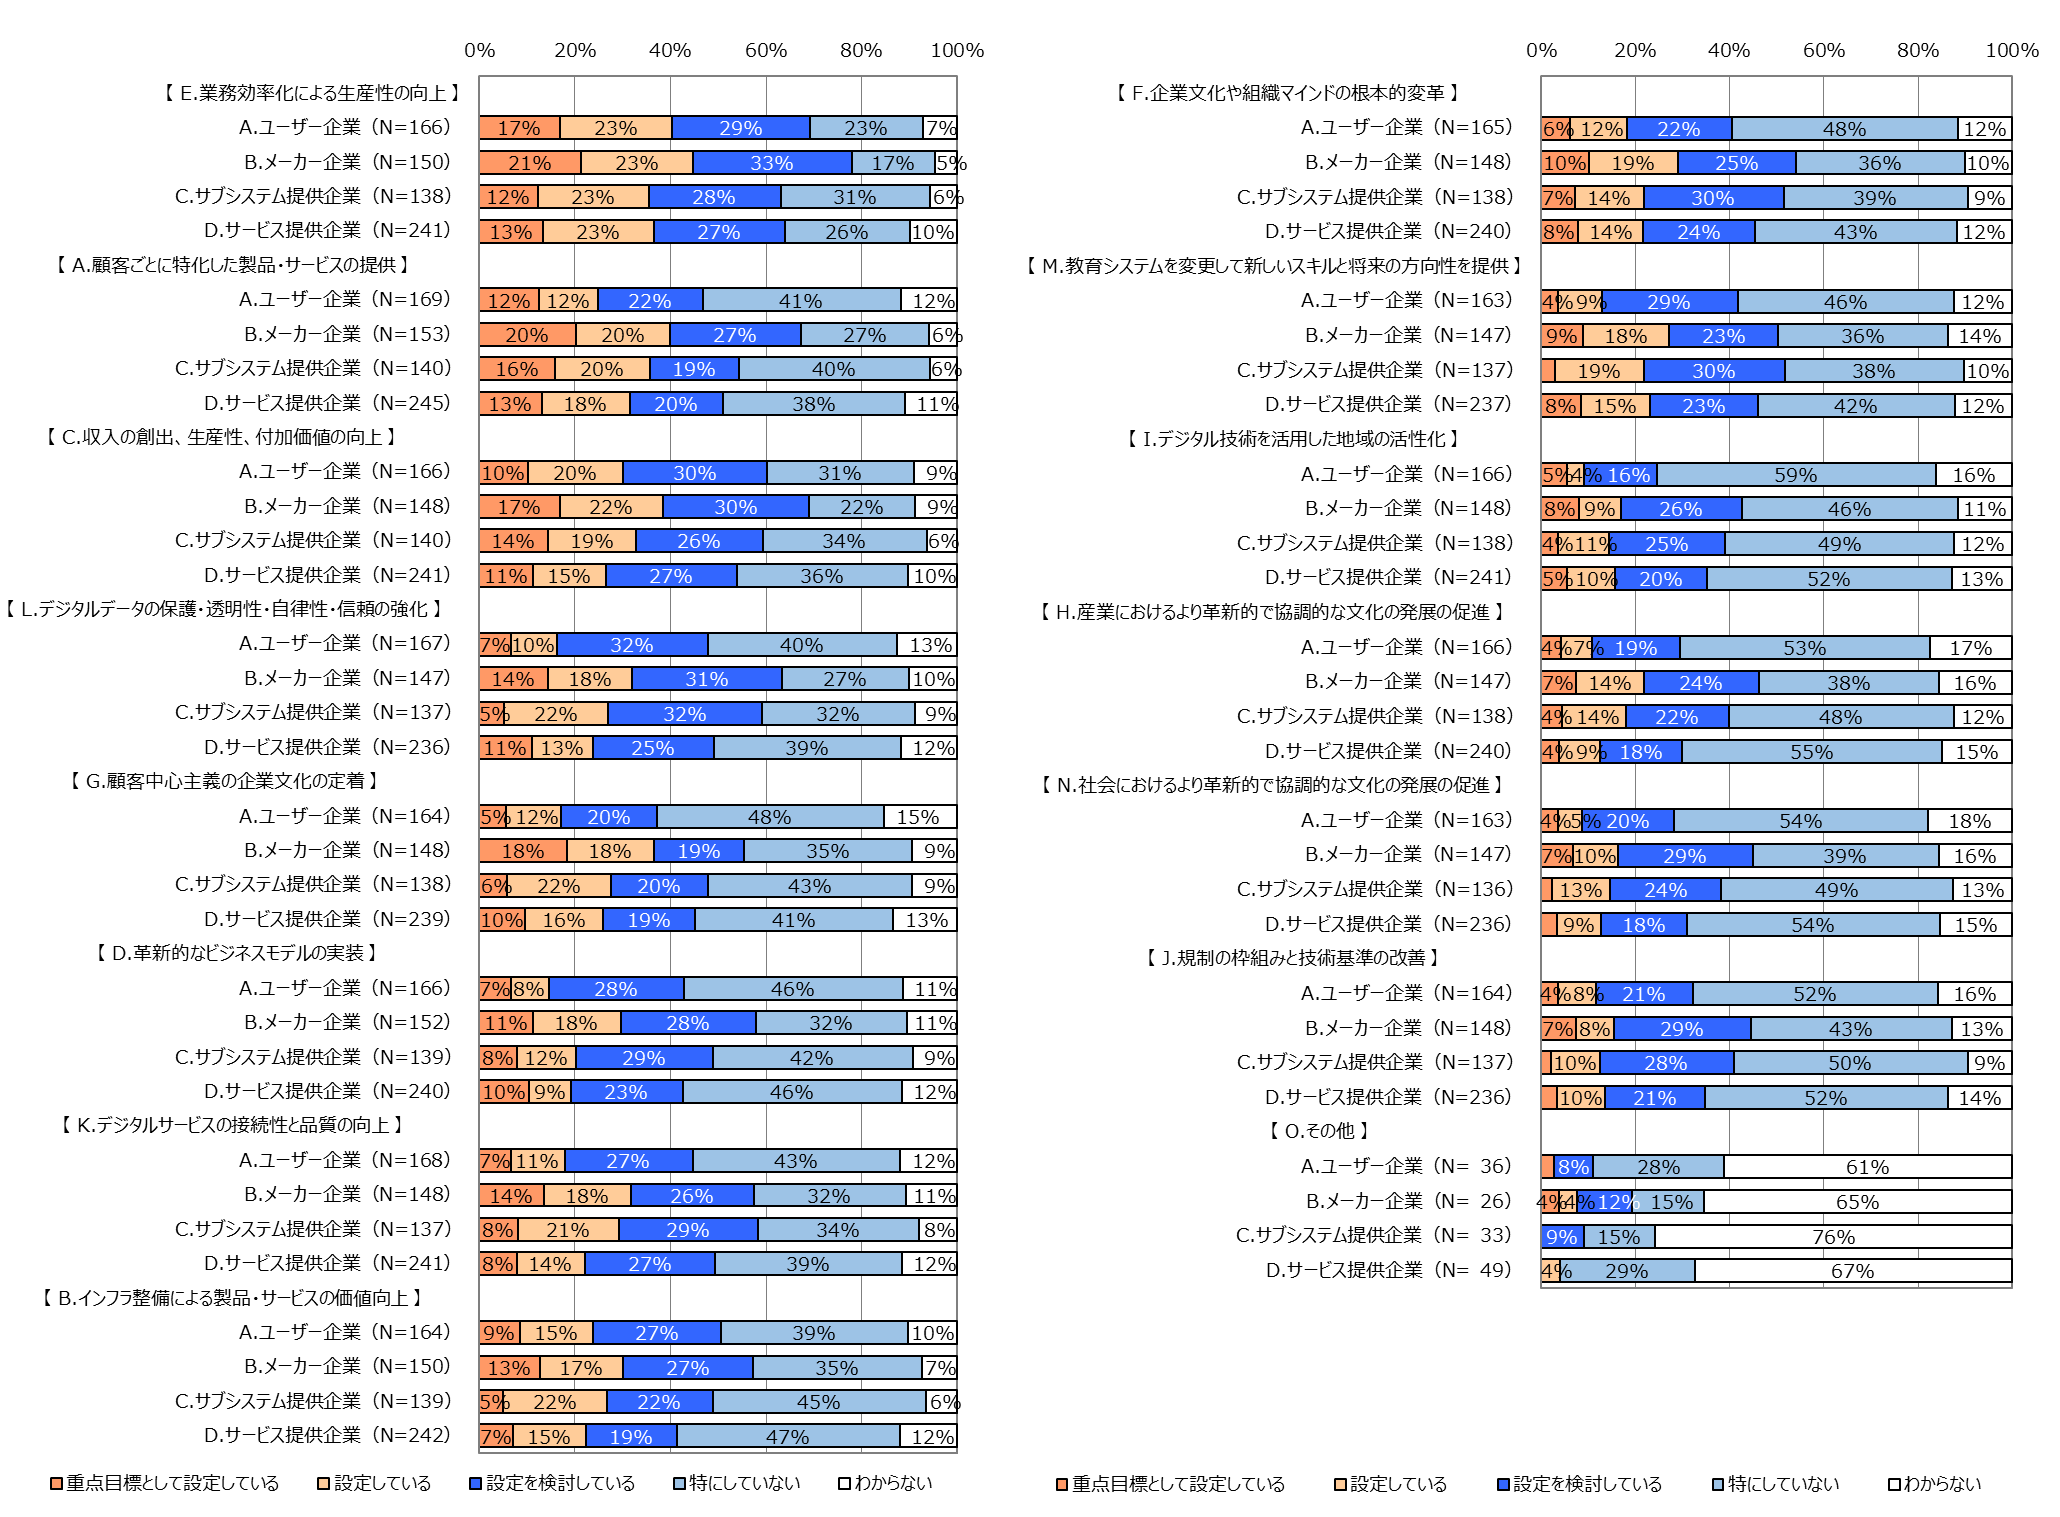 0% 20% 40% 60% 80% 100%
【 E.業務効率化による生産性の向上 】
A.ユーザー企業（N=166） 17% 23% 29% 23% 7%
B.メーカー企業（N=150） 21% 23% 33% 17% 5%
C.サブシステム提供企業（N=138） 12% 23% 28% 31% 6%
D.サービス提供企業（N=241） 13% 23% 27% 26% 10%
【 A.顧客ごとに特化した製品・サービスの提供 】
A.ユーザー企業（N=169） 12% 12% 22% 41% 12%
B.メーカー企業（N=153） 20% 20% 27% 27% 6%
C.サブシステム提供企業（N=140） 16% 20% 19% 40% 6%
D.サービス提供企業（N=245） 13% 18% 20% 38% 11%
【 C.収入の創出、生産性、付加価値の向上 】
A.ユーザー企業（N=166） 10% 20% 30% 31% 9%
B.メーカー企業（N=148） 17% 22% 30% 22% 9%
C.サブシステム提供企業（N=140） 14% 19% 26% 34% 6%
D.サービス提供企業（N=241） 11% 15% 27% 36% 10%
【 L.デジタルデータの保護・透明性・自律性・信頼の強化 】
A.ユーザー企業（N=167） 7% 10% 32% 40% 13%
B.メーカー企業（N=147） 14% 18% 31% 27% 10%
C.サブシステム提供企業（N=137） 5% 22% 32% 32% 9%
D.サービス提供企業（N=236） 11% 13% 25% 39% 12%
【 G.顧客中心主義の企業文化の定着 】
A.ユーザー企業（N=164） 5% 12% 20% 48% 15%
B.メーカー企業（N=148） 18% 18% 19% 35% 9%
C.サブシステム提供企業（N=138） 6% 22% 20% 43% 9%
D.サービス提供企業（N=239） 10% 16% 19% 41% 13%
【 D.革新的なビジネスモデルの実装 】
A.ユーザー企業（N=166） 7% 8% 28% 46% 11%
B.メーカー企業（N=152） 11% 18% 28% 32% 11%
C.サブシステム提供企業（N=139） 8% 12% 29% 42% 9%
D.サービス提供企業（N=240） 10% 9% 23% 46% 12%
【 K.デジタルサービスの接続性と品質の向上 】
A.ユーザー企業（N=168） 7% 11% 27% 43% 12%
B.メーカー企業（N=148） 14% 18% 26% 32% 11%
C.サブシステム提供企業（N=137） 8% 21% 29% 34% 8%
D.サービス提供企業（N=241） 8% 14% 27% 39% 12%
【 B.インフラ整備による製品・サービスの価値向上 】
A.ユーザー企業（N=164） 9% 15% 27% 39% 10%
B.メーカー企業（N=150） 13% 17% 27% 35% 7%
C.サブシステム提供企業（N=139） 5% 22% 22% 45% 6%
D.サービス提供企業（N=242） 7% 15% 19% 47% 12%
重点目標として設定している 設定している 設定を検討している 特にしていない わからない
0% 20% 40% 60% 80% 100%
【 F.企業文化や組織マインドの根本的変革 】
A.ユーザー企業（N=165） 6% 12% 22% 48% 12%
B.メーカー企業（N=148） 10% 19% 25% 36% 10%
C.サブシステム提供企業（N=138） 7% 14% 30% 39% 9%
D.サービス提供企業（N=240） 8% 14% 24% 43% 12%
【 M.教育システムを変更して新しいスキルと将来の方向性を提供 】
A.ユーザー企業（N=163） 4% 9% 29% 46% 12%
B.メーカー企業（N=147） 9% 18% 23% 36% 14%
C.サブシステム提供企業（N=137） 19% 30% 38% 10%
D.サービス提供企業（N=237） 8% 15% 23% 42% 12%
【 I.デジタル技術を活用した地域の活性化 】
A.ユーザー企業（N=166） 5% 4% 16% 59% 16%
B.メーカー企業（N=148） 8% 9% 26% 46% 11%
C.サブシステム提供企業（N=138） 4% 11% 25% 49% 12%
D.サービス提供企業（N=241） 5% 10% 20% 52% 13%
【 H.産業におけるより革新的で協調的な文化の発展の促進 】
A.ユーザー企業（N=166） 4% 7% 19% 53% 17%
B.メーカー企業（N=147） 7% 14% 24% 38% 16%
C.サブシステム提供企業（N=138） 4% 14% 22% 48% 12%
D.サービス提供企業（N=240） 4% 9% 18% 55% 15%
【 N.社会におけるより革新的で協調的な文化の発展の促進 】
A.ユーザー企業（N=163） 4% 5% 20% 54% 18%
B.メーカー企業（N=147） 7% 10% 29% 39% 16%
C.サブシステム提供企業（N=136） 13% 24% 49% 13%
D.サービス提供企業（N=236） 9% 18% 54% 15%
【 J.規制の枠組みと技術基準の改善 】
A.ユーザー企業（N=164） 4% 8% 21% 52% 16%
B.メーカー企業（N=148） 7% 8% 29% 43% 13%
C.サブシステム提供企業（N=137） 10% 28% 50% 9%
D.サービス提供企業（N=236） 10% 21% 52% 14%
【 O.その他 】
A.ユーザー企業（N= 36） 8% 28% 61%
B.メーカー企業（N= 26） 4% 4% 12% 15% 65%
C.サブシステム提供企業（N= 33） 9% 15% 76%
D.サービス提供企業（N= 49） 4% 29% 67%
重点目標として設定している 設定している 設定を検討している 特にしていない わからない